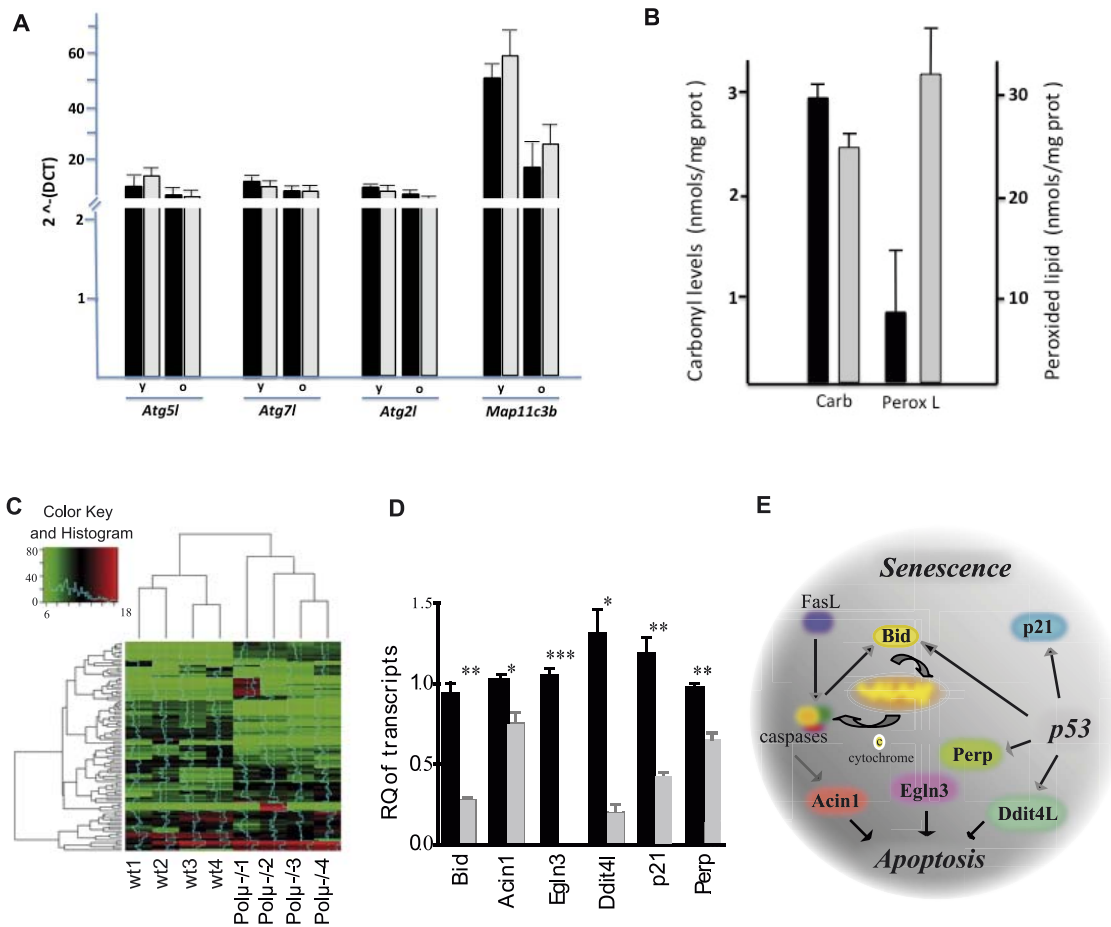 A
2 ^-(DCT)
60
40
20
2
1
y o y o y o y o
Atg5l Atg7l Atg2l Map11c3b
B
Carbonyl levels (nmols/mg prot)
3
2
1
Peroxided lipid (nmols/mg prot)
30
20
10
Carb Perox L
C
Color Key
and Histogram
80
40
0
6 18
wt1
wt2
wt3
wt4
Polμ-/-1
Polμ-/-2
Polμ-/-3
Polμ-/-4
D
RQof transcripts
1.5
1.0
0.5
0.0
** * *** * ** **
Bid
Acin1
Egln3
Ddit4l
p21
Perp
E
Senescence
FasL
Bid
p21
caspases
c
cytochrome
p53
Perp
Acin1
Egln3
Ddit4L
Apoptosis